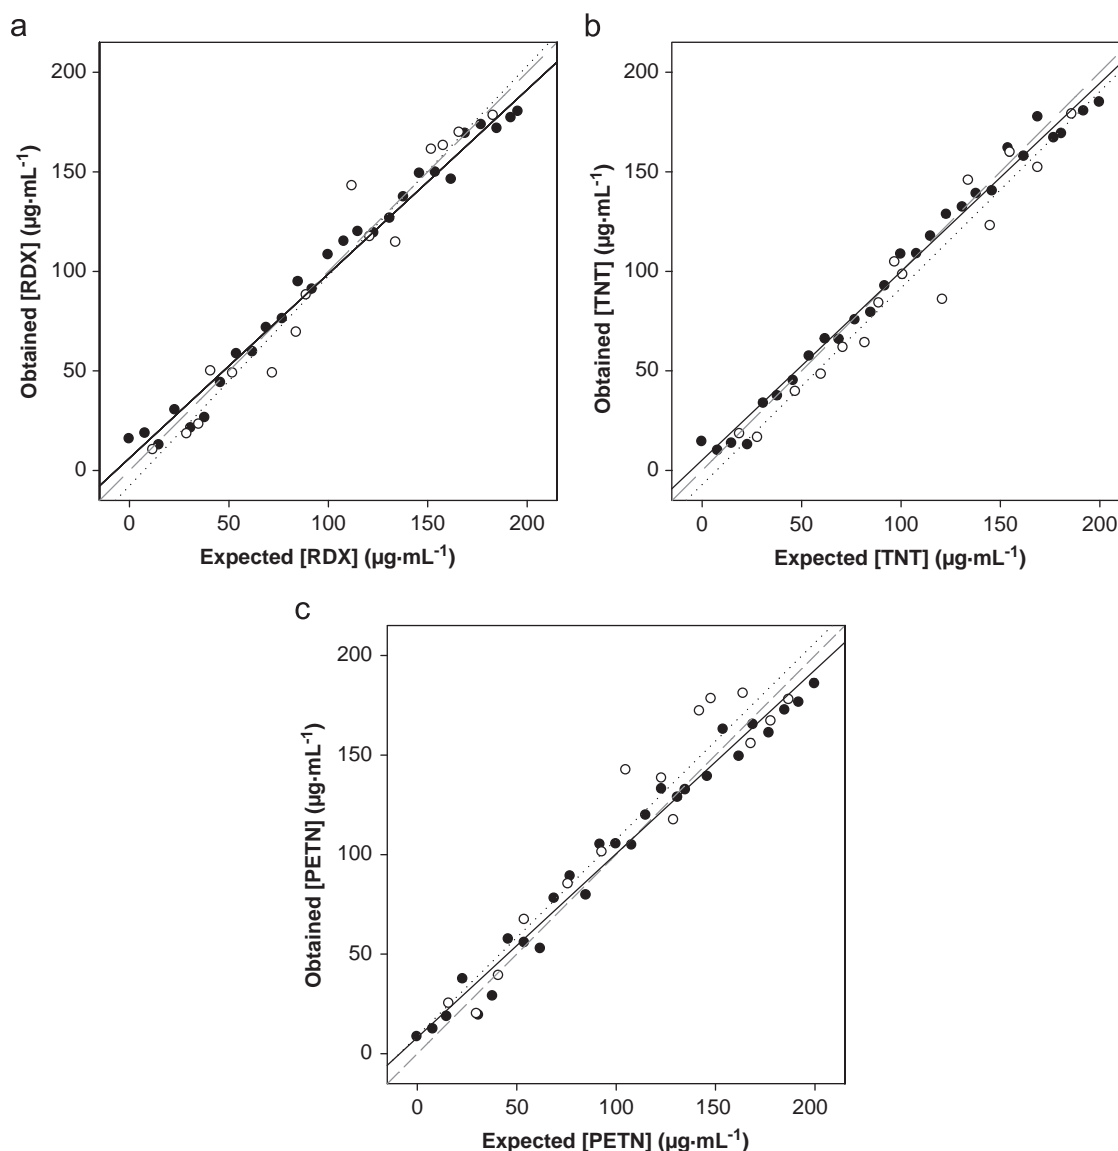 a
200
150
100
50
0
Obtained [RDX] (µg·mL⁻¹)
0 50 100 150 200
Expected [RDX] (µg·mL⁻¹)
b
200
150
100
50
0
Obtained [TNT] (µg·mL⁻¹)
0 50 100 150 200
Expected [TNT] (µg·mL⁻¹)
c
200
150
100
50
0
Obtained [PETN] (µg·mL⁻¹)
0 50 100 150 200
Expected [PETN] (µg·mL⁻¹)